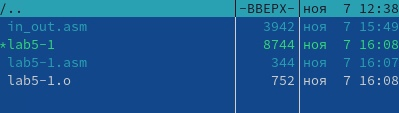 /.. -ВВЕРХ- ноя 7 12:38
in_out.asm 3942 ноя 7 15:49
*lab5-1 8744 ноя 7 16:08
lab5-1.asm 344 ноя 7 16:07
lab5-1.o 752 ноя 7 16:08